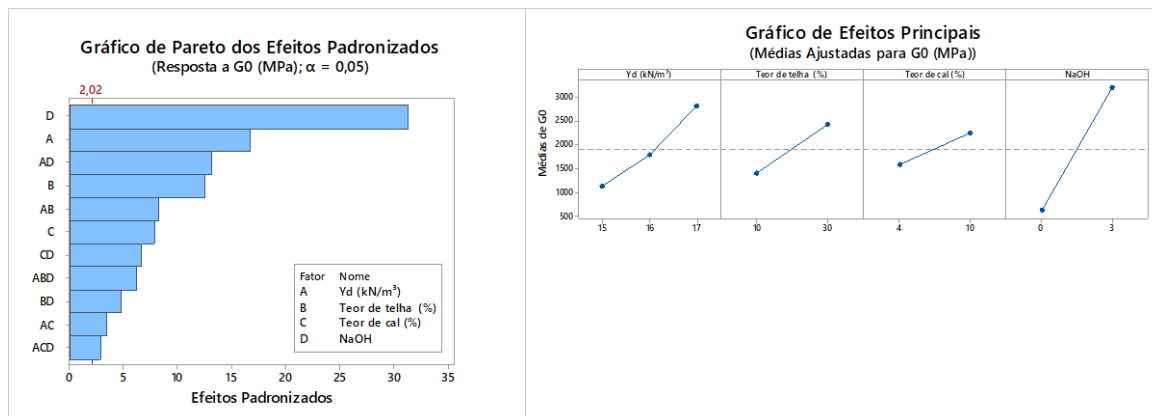 Gráfico de Pareto dos Efeitos Padronizados
(Resposta a G0 (MPa); α = 0,05)
2,02
D
A
AD
B
AB
C
CD
ABD
BD
AC
ACD
Fator Nome
A Yd (kN/m³)
B Teor de telha (%)
C Teor de cal (%)
D NaOH
0 5 10 15 20 25 30 35
Efeitos Padronizados
Gráfico de Efeitos Principais
(Médias Ajustadas para G0 (MPa))
Yd (kN/m³) Teor de telha (%) Teor de cal (%) NaOH
Médias de G0
3000
2500
2000
1500
1000
500
15 16 17 10 30 4 10 0 3